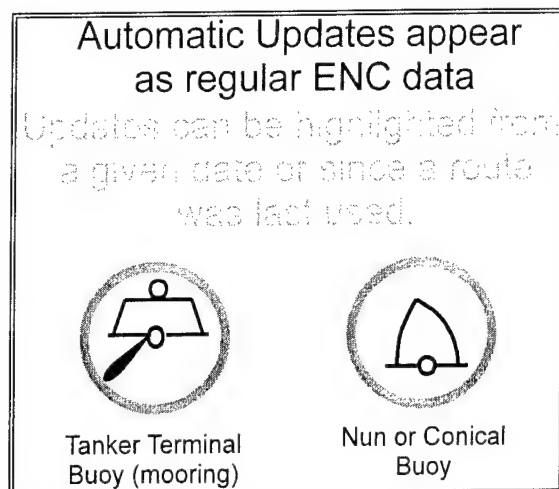 Automatic Updates appear
as regular ENC data
Updates can be highlighted from
a given date or since a route
was last used.
Tanker Terminal
Buoy (mooring)
Nun or Conical
Buoy